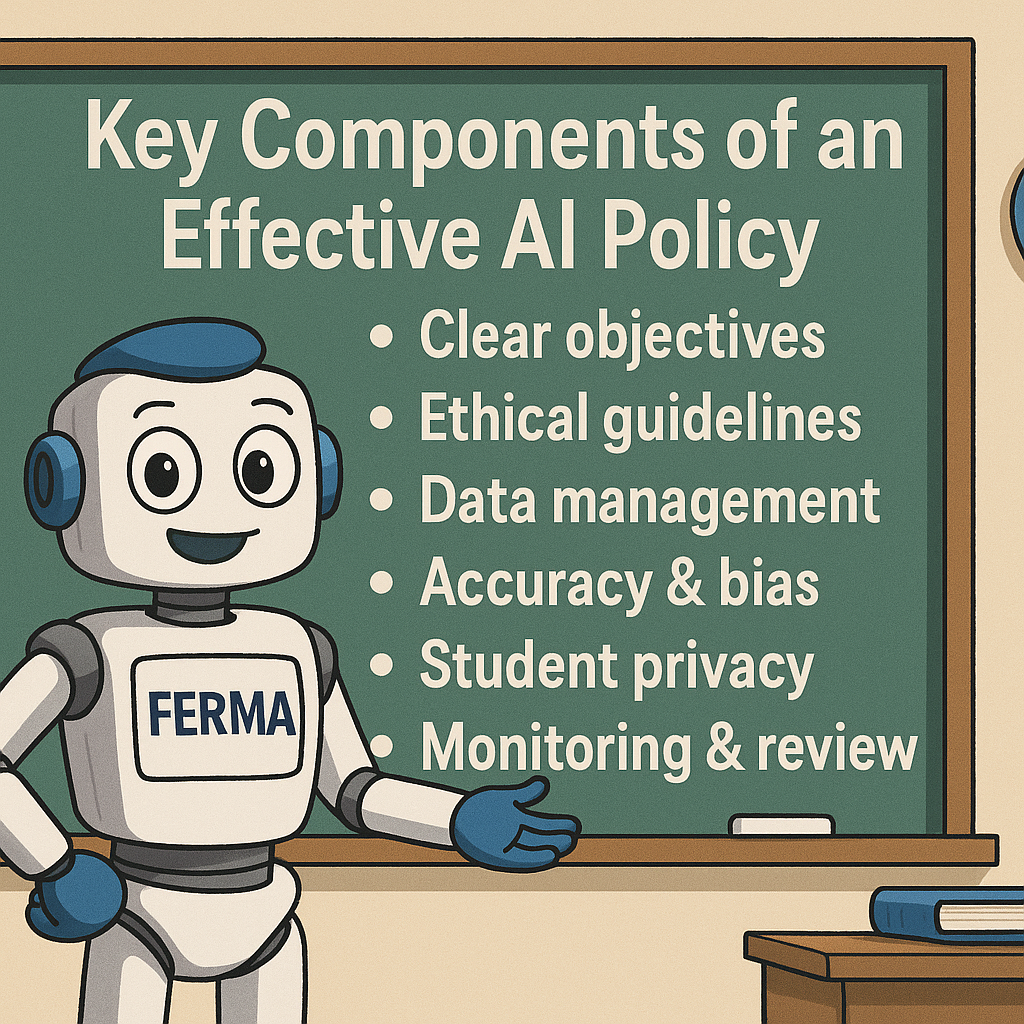 Key Components of an
Effective AI Policy
• Clear objectives
• Ethical guidelines
• Data management
• Accuracy & bias
• Student privacy
• Monitoring & review
FERMA